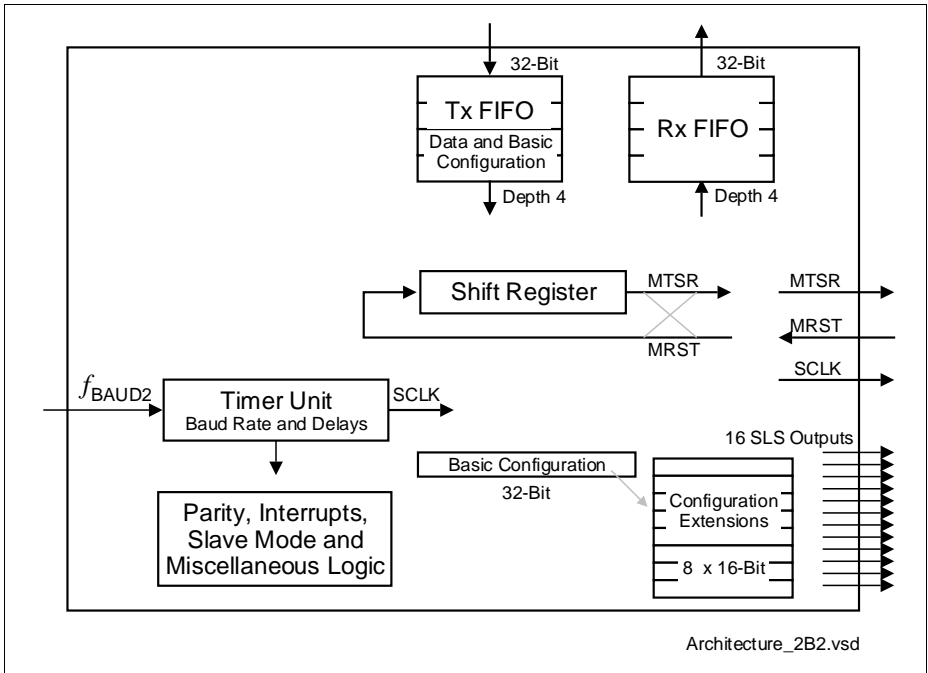 32-Bit
Tx FIFO
Data and Basic
Configuration
Depth 4
32-Bit
Rx FIFO
Depth 4
Shift Register
MTSR
MRST
MTSR
MRST
SCLK
fBAUD2
Timer Unit
Baud Rate and Delays
SCLK
Parity, Interrupts,
Slave Mode and
Miscellaneous Logic
Basic Configuration
32-Bit
16 SLS Outputs
Configuration
Extensions
8 x 16-Bit
Architecture_2B2.vsd